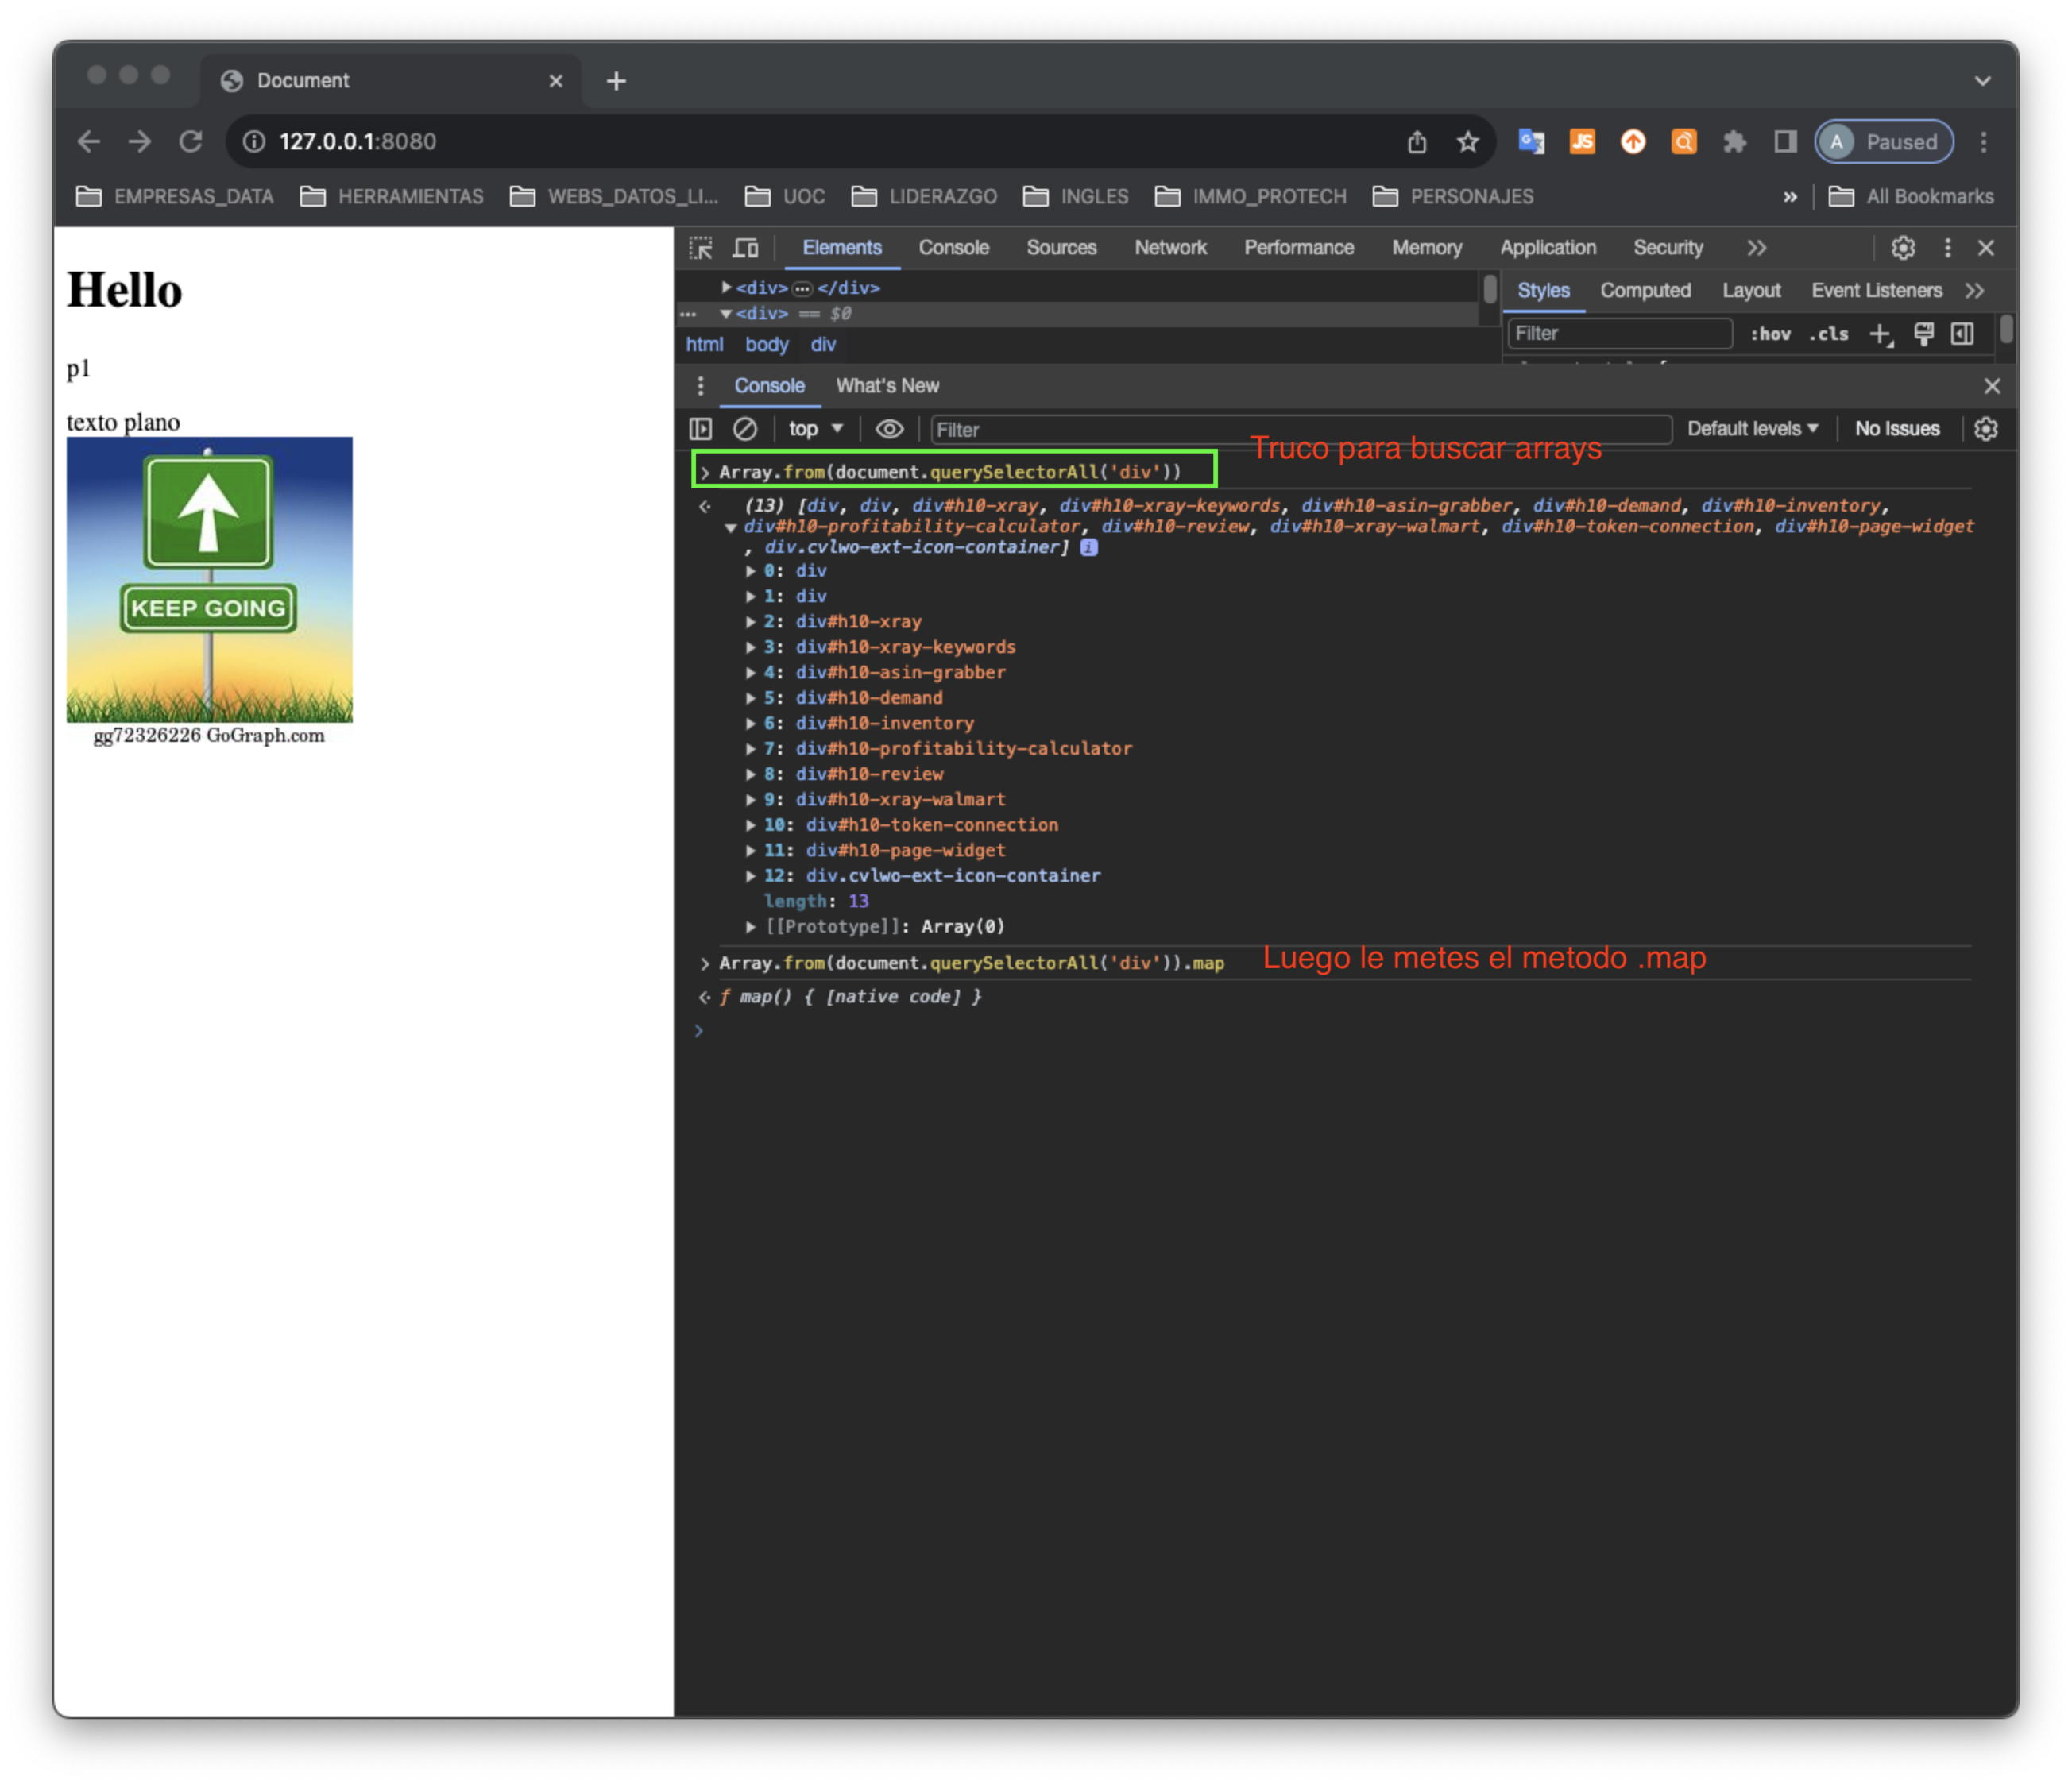 Document
127.0.0.1:8080
A Paused
EMPRESAS_DATA HERRAMIENTAS WEBS_DATOS_LI... UOC LIDERAZGO INGLES IMMO_PROTECH PERSONAJES » All Bookmarks
Hello
p1
texto plano
KEEP GOING
gg72326226 GoGraph.com
Elements Console Sources Network Performance Memory Application Security
<div> … </div>
… <div> == $0
html body div
Styles Computed Layout Event Listeners
Filter :hov .cls
Console What's New
top Filter Default levels No Issues
Truco para buscar arrays
> Array.from(document.querySelectorAll('div'))
(13) [div, div, div#h10-xray, div#h10-xray-keywords, div#h10-asin-grabber, div#h10-demand, div#h10-inventory,
div#h10-profitability-calculator, div#h10-review, div#h10-xray-walmart, div#h10-token-connection, div#h10-page-widget
, div.cvlwo-ext-icon-container] i
0: div
1: div
2: div#h10-xray
3: div#h10-xray-keywords
4: div#h10-asin-grabber
5: div#h10-demand
6: div#h10-inventory
7: div#h10-profitability-calculator
8: div#h10-review
9: div#h10-xray-walmart
10: div#h10-token-connection
11: div#h10-page-widget
12: div.cvlwo-ext-icon-container
length: 13
[[Prototype]]: Array(0)
> Array.from(document.querySelectorAll('div')).map
Luego le metes el metodo .map
ƒ map() { [native code] }
>